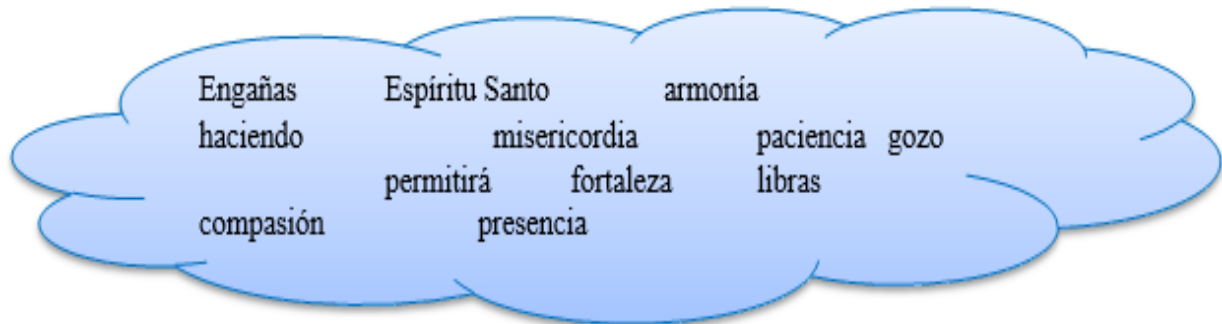 Engañas Espíritu Santo armonía
haciendo misericordia paciencia gozo
permitirá fortaleza libras
compasión presencia